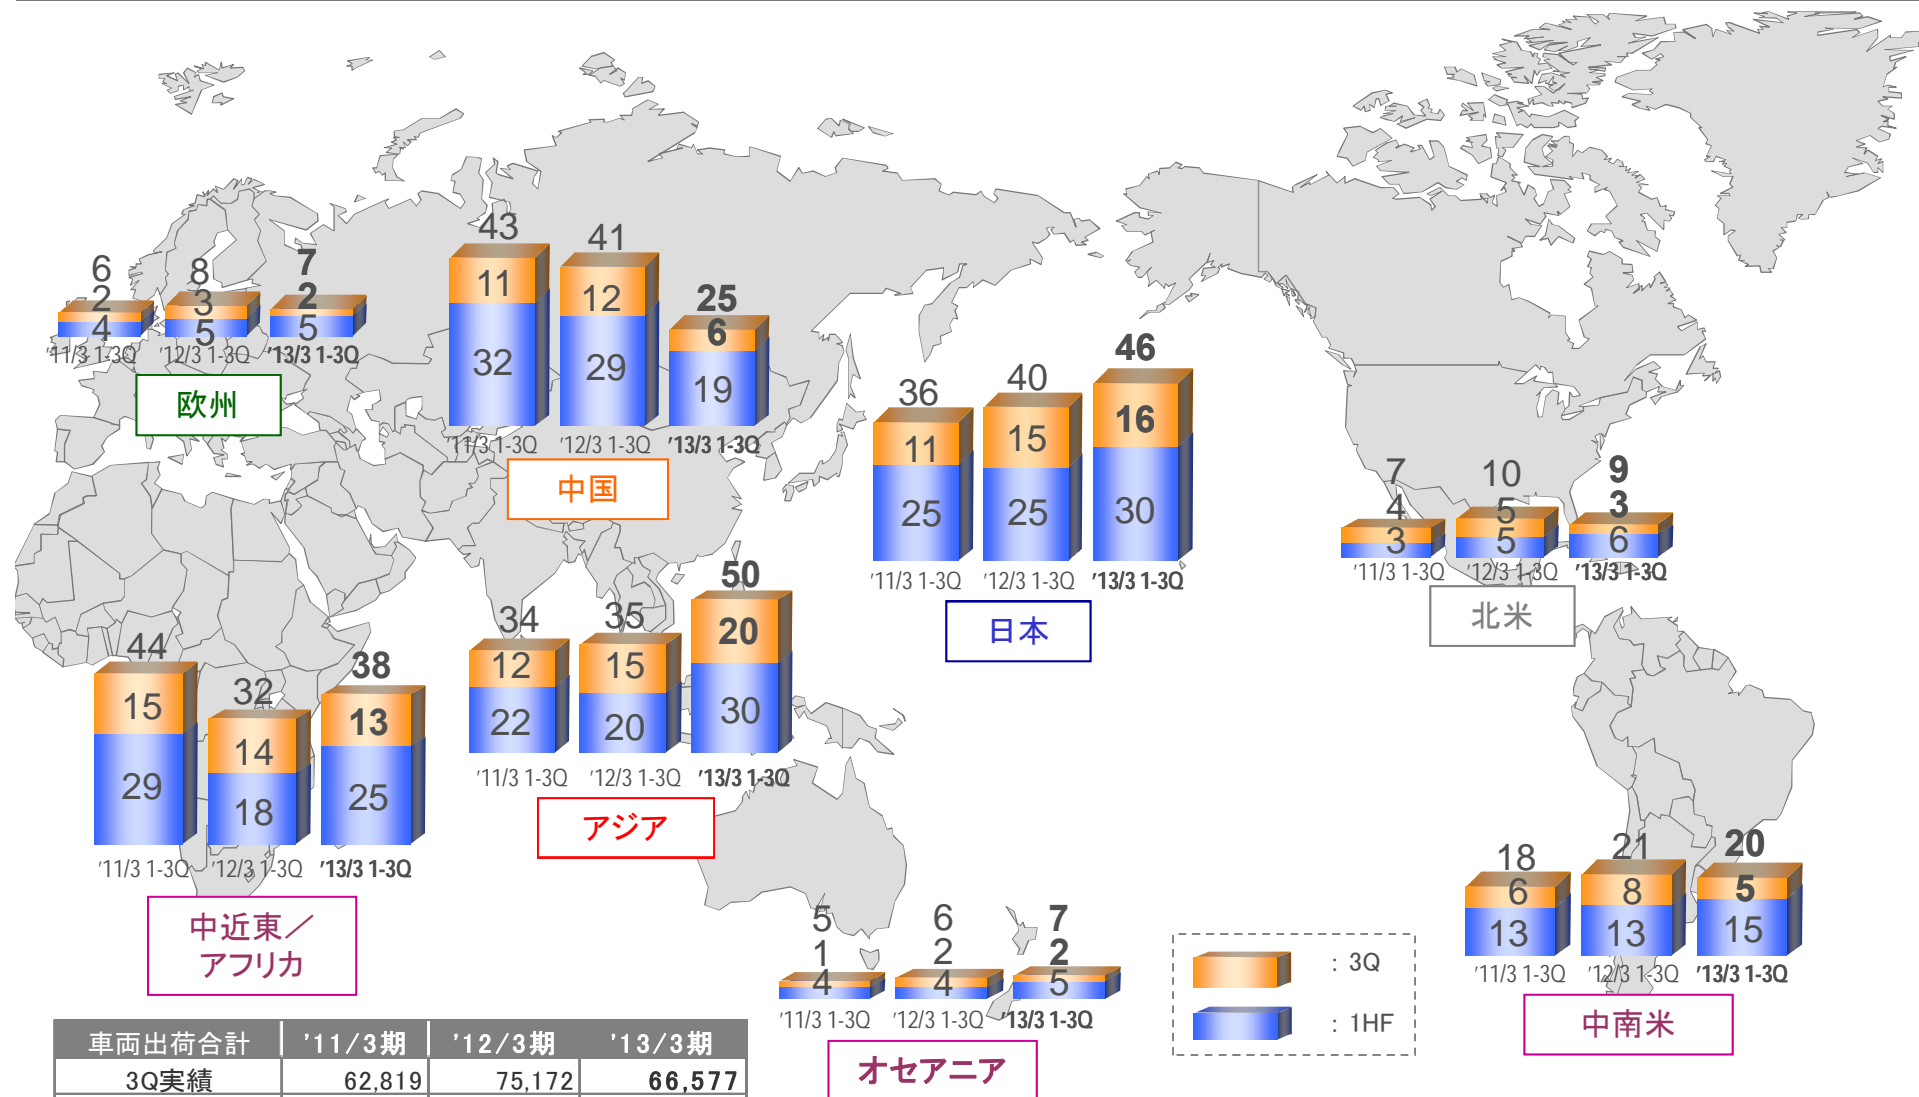 6 8 7
2 3 2
4 5 5
'11/3 1-3Q '12/3 1-3Q '13/3 1-3Q
欧州
43 41 25
11 12 6
32 29 19
'11/3 1-3Q '12/3 1-3Q '13/3 1-3Q
中国
36 40 46
11 15 16
25 25 30
'11/3 1-3Q '12/3 1-3Q '13/3 1-3Q
日本
7 10 9
4 5 3
3 5 6
'11/3 1-3Q '12/3 1-3Q '13/3 1-3Q
北米
44 32 38
15 14 13
29 18 25
'11/3 1-3Q '12/3 1-3Q '13/3 1-3Q
中近東／
アフリカ
34 35 50
12 15 20
22 20 30
'11/3 1-3Q '12/3 1-3Q '13/3 1-3Q
アジア
5 6 7
1 2 2
4 4 5
'11/3 1-3Q '12/3 1-3Q '13/3 1-3Q
オセアニア
18 21 20
6 8 5
13 13 15
'11/3 1-3Q '12/3 1-3Q '13/3 1-3Q
中南米
: 3Q
: 1HF
車両出荷合計 '11/3期 '12/3期 '13/3期
3Q実績 62,819 75,172 66,577